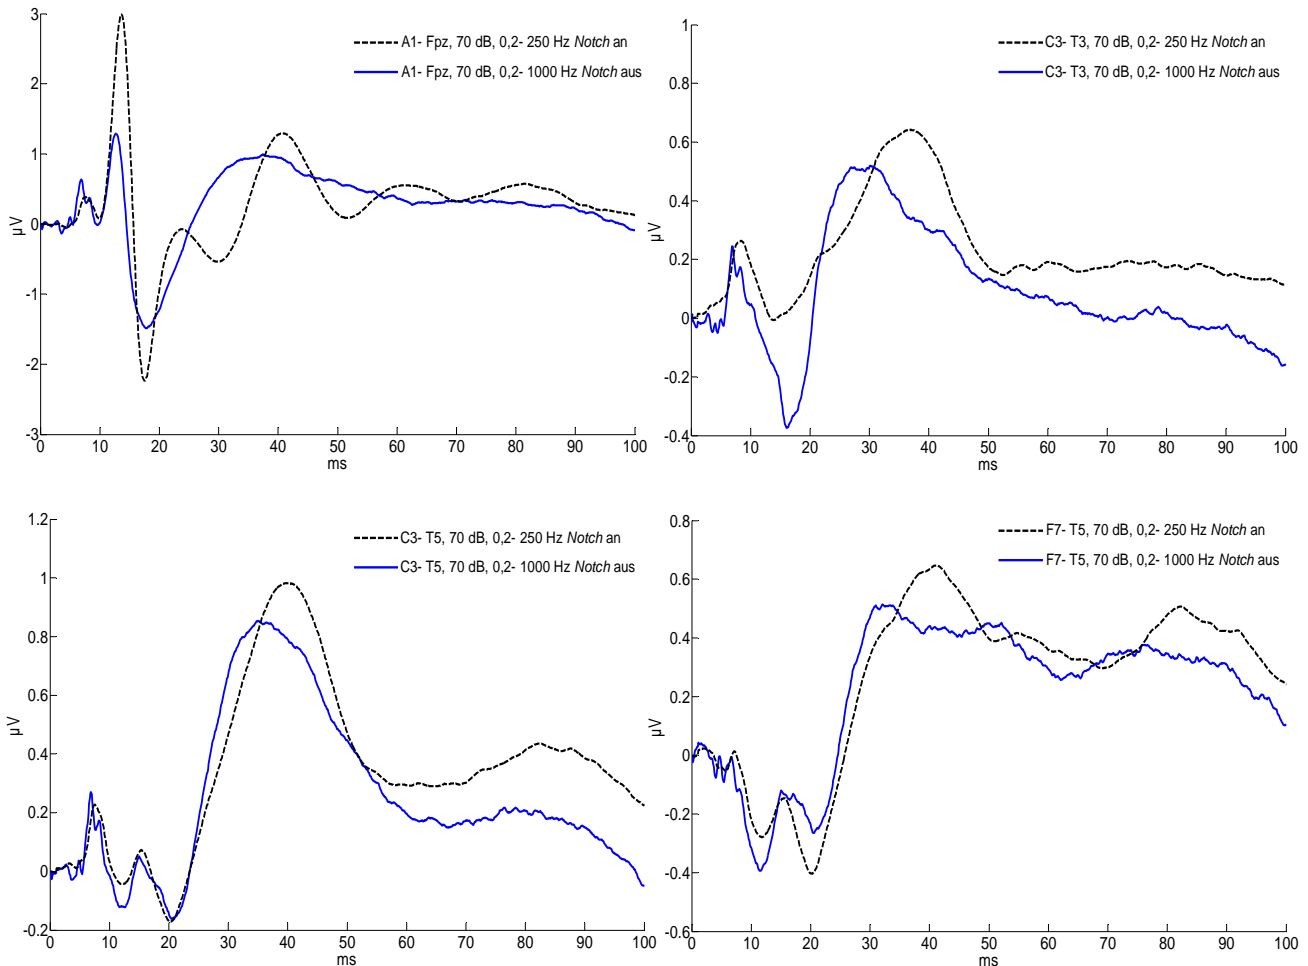 3
2
1
0
-1
-2
-3
µV
A1- Fpz, 70 dB, 0,2- 250 Hz Notch an
A1- Fpz, 70 dB, 0,2- 1000 Hz Notch aus
0 10 20 30 40 50 60 70 80 90 100
ms
1
0.8
0.6
0.4
0.2
0
-0.2
-0.4
µV
C3- T3, 70 dB, 0,2- 250 Hz Notch an
C3- T3, 70 dB, 0,2- 1000 Hz Notch aus
0 10 20 30 40 50 60 70 80 90 100
ms
1.2
1
0.8
0.6
0.4
0.2
0
-0.2
µV
C3- T5, 70 dB, 0,2- 250 Hz Notch an
C3- T5, 70 dB, 0,2- 1000 Hz Notch aus
0 10 20 30 40 50 60 70 80 90 100
ms
0.8
0.6
0.4
0.2
0
-0.2
-0.4
-0.6
µV
F7- T5, 70 dB, 0,2- 250 Hz Notch an
F7- T5, 70 dB, 0,2- 1000 Hz Notch aus
0 10 20 30 40 50 60 70 80 90 100
ms